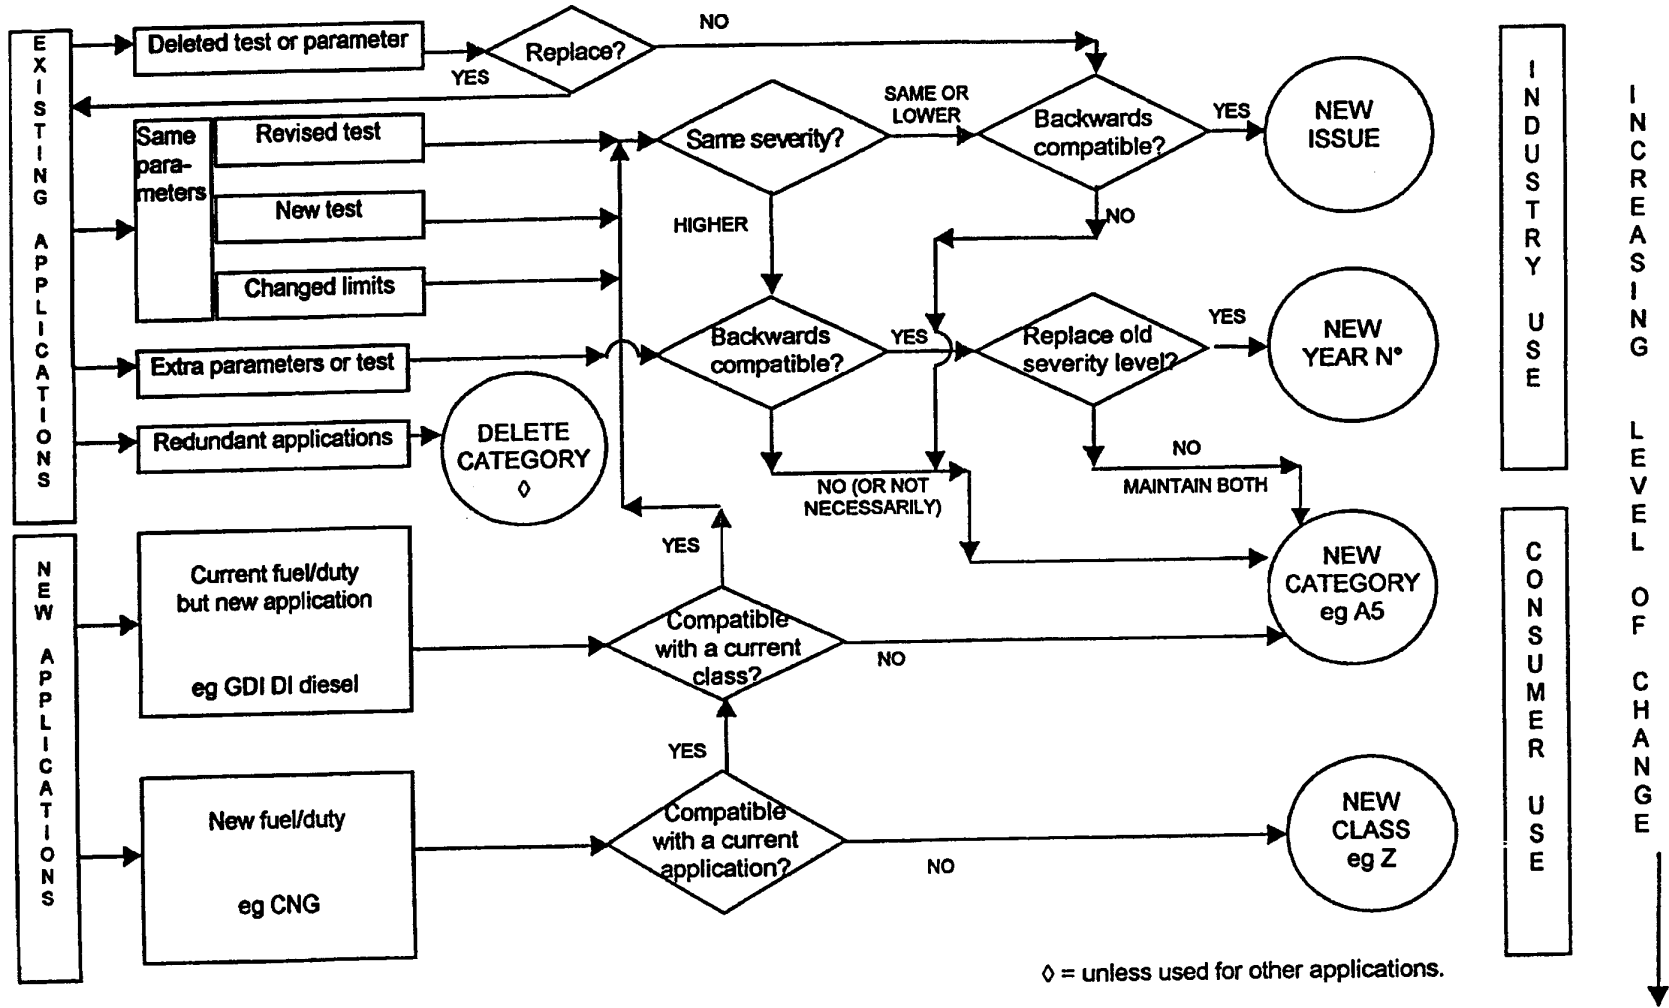 EXISTING APPLICATIONS
Deleted test or parameter
Replace?
NO
YES
Same
para-
meters
Revised test
New test
Changed limits
Same severity?
SAME OR
LOWER
Backwards
compatible?
YES
NEW
ISSUE
HIGHER
NO
Extra parameters or test
Backwards
compatible?
YES
Replace old
severity level?
YES
NEW
YEAR N°
Redundant applications
DELETE
CATEGORY
◊
NO (OR NOT
NECESSARILY)
NO
MAINTAIN BOTH
NEW APPLICATIONS
Current fuel/duty
but new application
eg GDI DI diesel
YES
Compatible
with a current
class?
NO
NEW
CATEGORY
eg A5
New fuel/duty
eg CNG
YES
Compatible
with a current
application?
NO
NEW
CLASS
eg Z
INDUSTRY USE
CONSUMER USE
INCREASING LEVEL OF CHANGE
◊ = unless used for other applications.